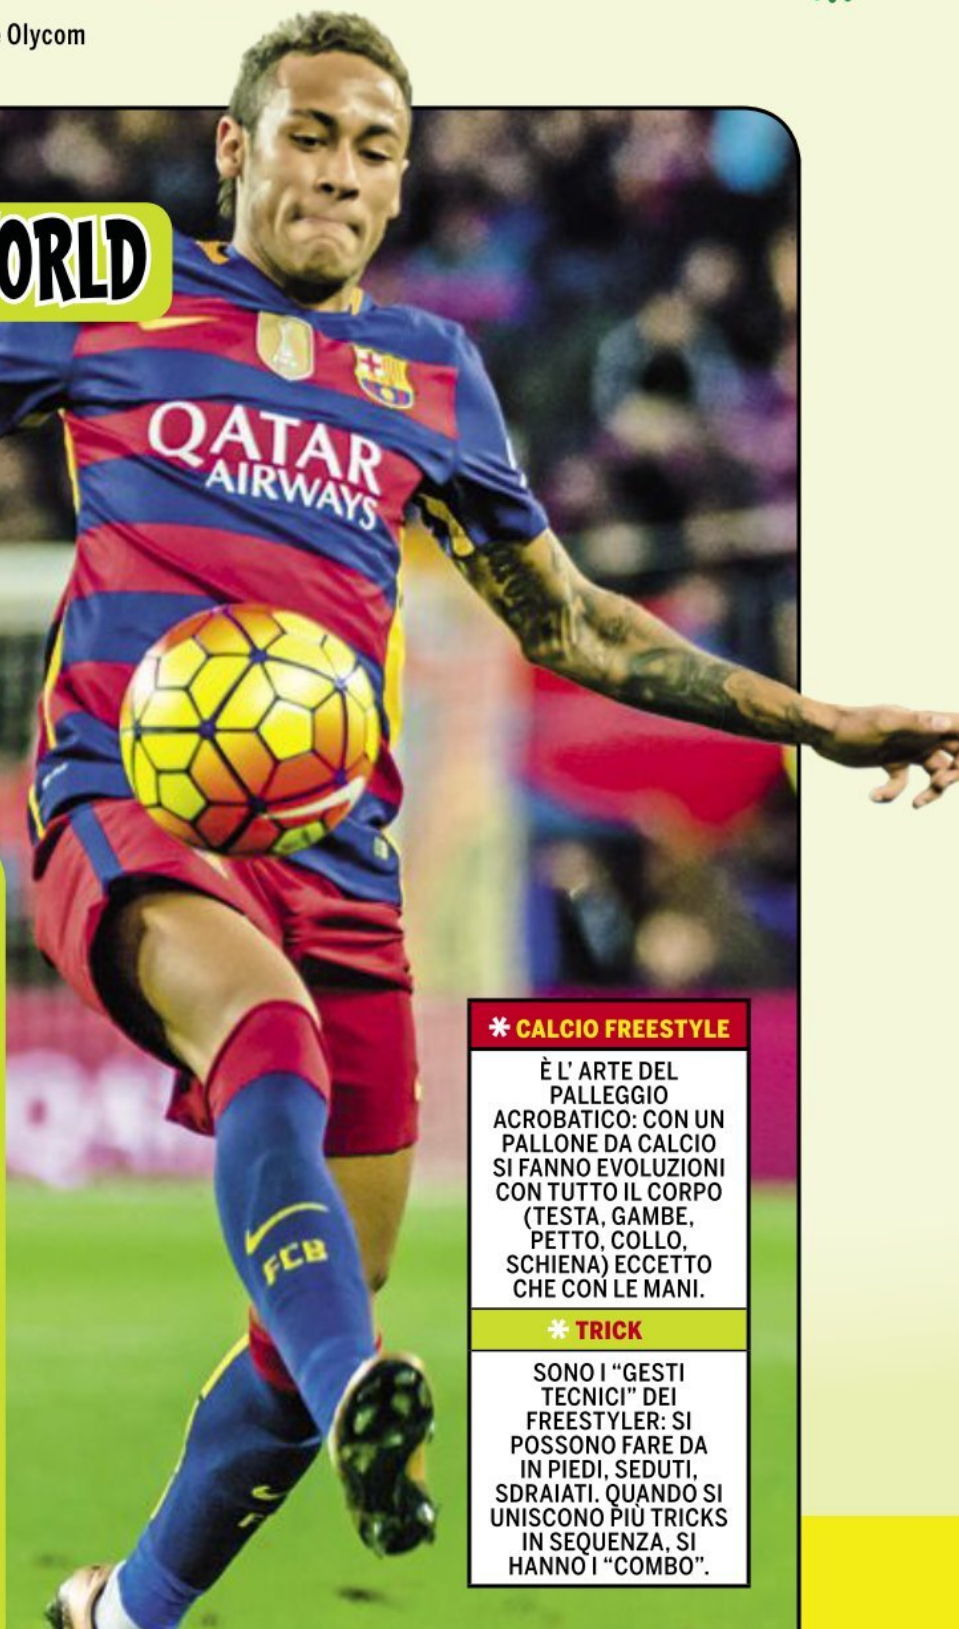 Olycom
ORLD
QATAR
AIRWAYS
FCB
F
* CALCIO FREESTYLE
È L' ARTE DEL
PALLEGGIO
ACROBATICO: CON UN
PALLONE DA CALCIO
SI FANNO EVOLUZIONI
CON TUTTO IL CORPO
(TESTA, GAMBE,
PETTO, COLLO,
SCHIENA) ECCETTO
CHE CON LE MANI.
* TRICK
SONO I “GESTI
TECNICI” DEI
FREESTYLER: SI
POSSONO FARE DA
IN PIEDI, SEDUTI,
SDRAIATI. QUANDO SI
UNISCONO PIÙ TRICKS
IN SEQUENZA, SI
HANNO I “COMBO”.